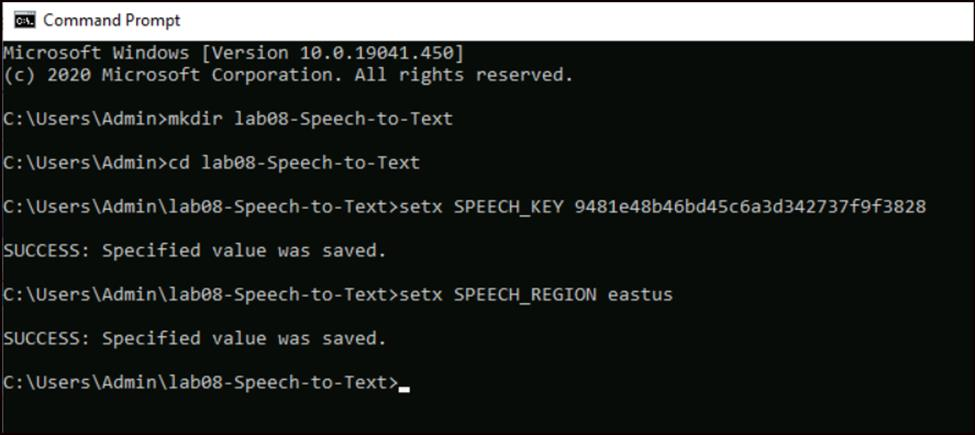 Command Prompt
Microsoft Windows [Version 10.0.19041.450]
(c) 2020 Microsoft Corporation. All rights reserved.
C:\Users\Admin>mkdir lab08-Speech-to-Text
C:\Users\Admin>cd lab08-Speech-to-Text
C:\Users\Admin\lab08-Speech-to-Text>setx SPEECH_KEY 9481e48b46bd45c6a3d342737f9f3828
SUCCESS: Specified value was saved.
C:\Users\Admin\lab08-Speech-to-Text>setx SPEECH_REGION eastus
SUCCESS: Specified value was saved.
C:\Users\Admin\lab08-Speech-to-Text>